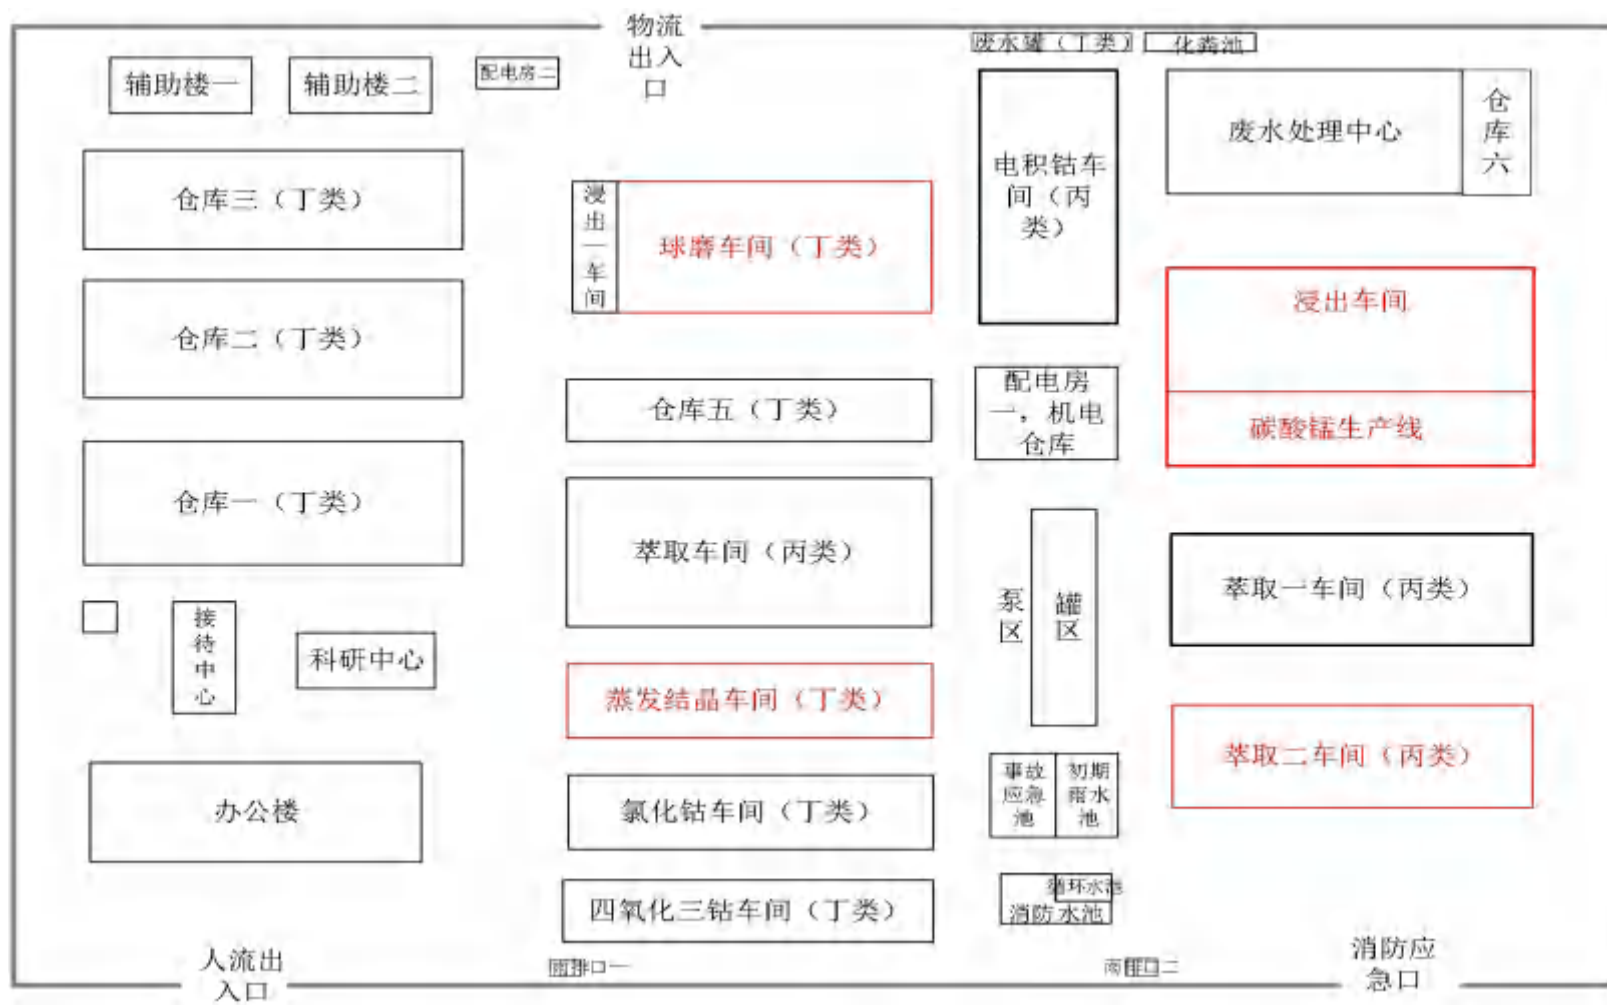 物流
出入
口
废水罐（丁类）
化粪池
辅助楼一
辅助楼二
配电房二
仓
库
六
废水处理中心
电积钴车
间（丙
类）
仓库三（丁类）
浸
出
一
车
间
球磨车间（丁类）
浸出车间
仓库二（丁类）
配电房
一，机电
仓库
仓库五（丁类）
碳酸锰生产线
仓库一（丁类）
萃取车间（丙类）
泵
区
罐
区
萃取一车间（丙类）
接
待
中
心
科研中心
蒸发结晶车间（丁类）
萃取二车间（丙类）
事故
应急
池
初期
雨水
池
办公楼
氯化钴车间（丁类）
循环水池
消防水池
四氧化三钴车间（丁类）
人流出
入口
雨排口一
雨排口二
消防应
急口